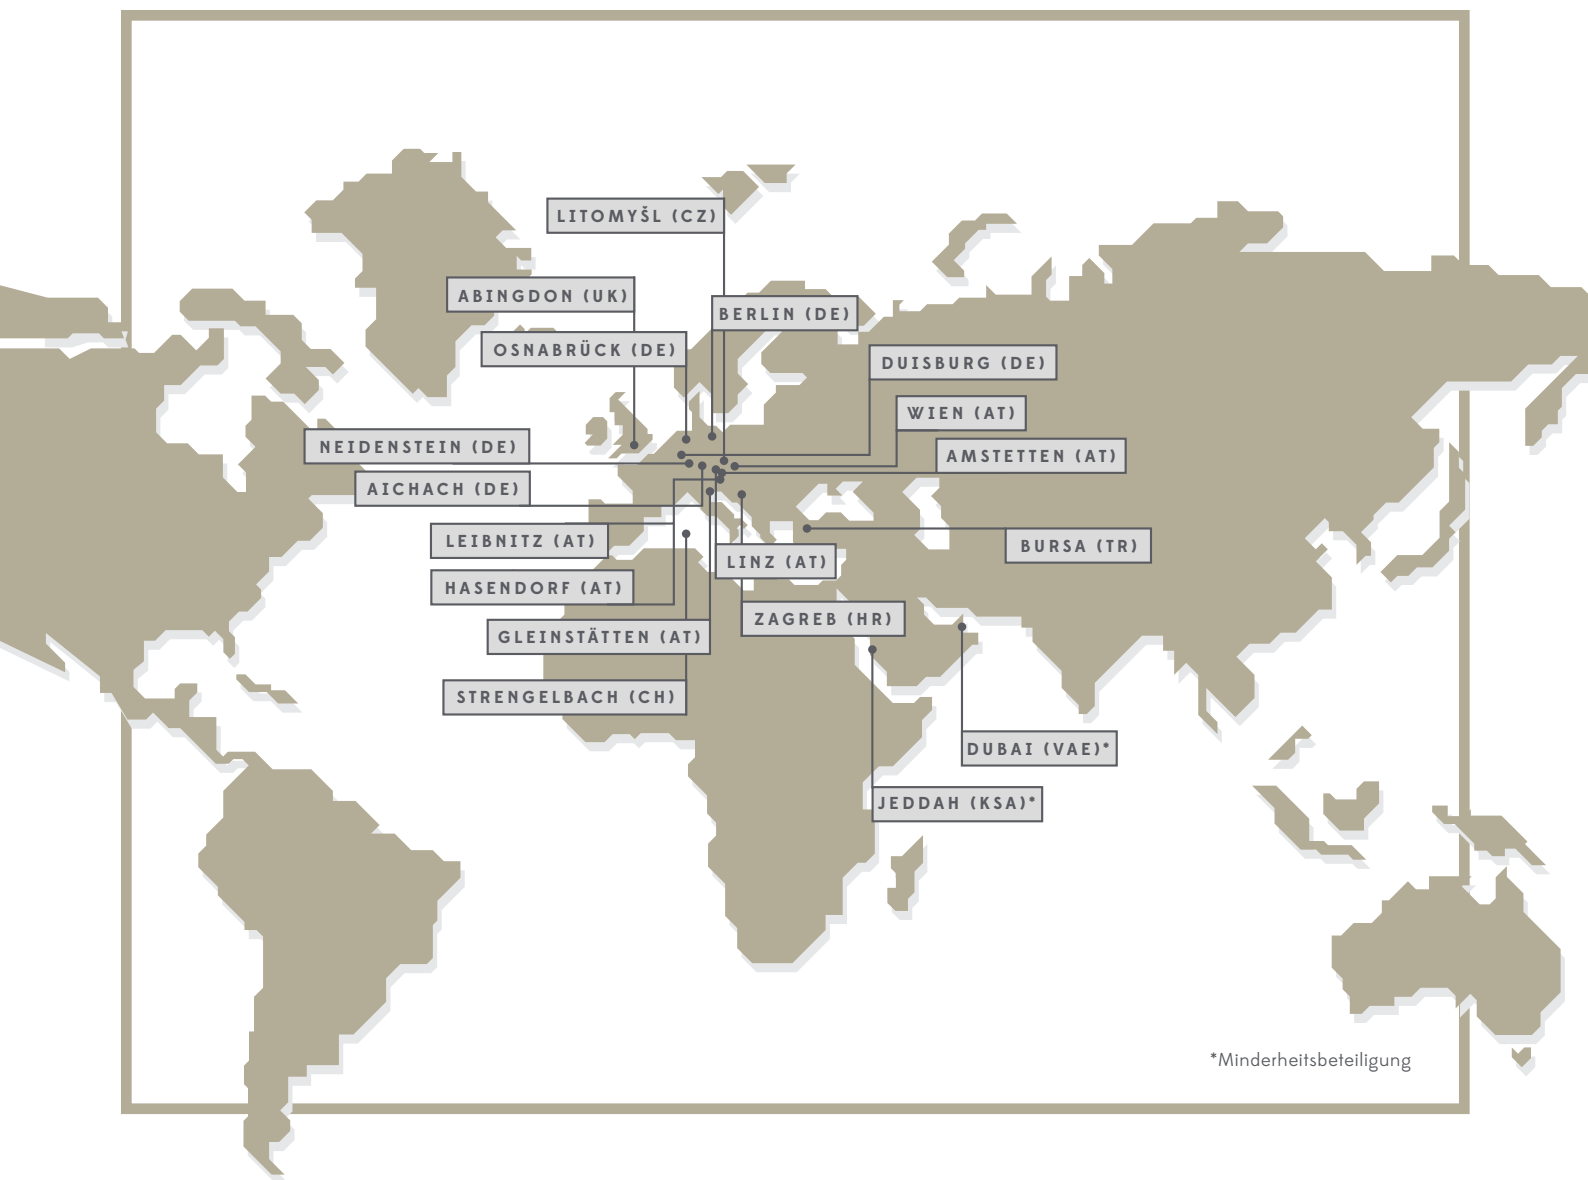 LITOMYŠL (CZ)
ABINGDON (UK)
BERLIN (DE)
OSNABRÜCK (DE)
DUISBURG (DE)
WIEN (AT)
NEIDENSTEIN (DE)
AMSTETTEN (AT)
AICHACH (DE)
LEIBNITZ (AT)
BURSA (TR)
LINZ (AT)
HASENDORF (AT)
ZAGREB (HR)
GLEINSTÄTTEN (AT)
STRENGELBACH (CH)
DUBAI (VAE)*
JEDDAH (KSA)*
*Minderheitsbeteiligung